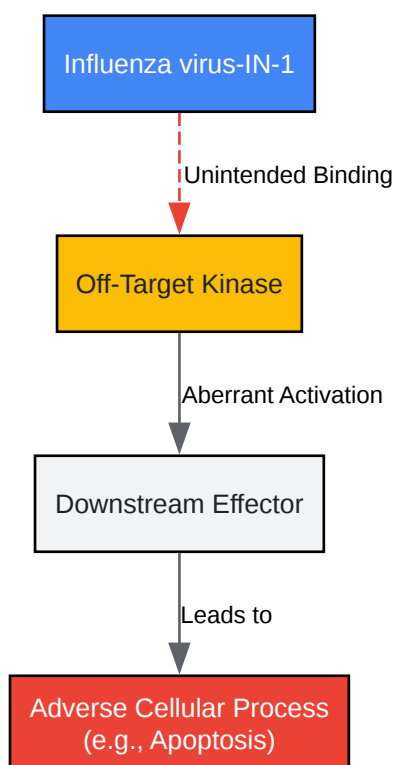 Influenza virus-IN-1
Unintended Binding
Off-Target Kinase
Aberrant Activation
Downstream Effector
Leads to
Adverse Cellular Process
(e.g., Apoptosis)